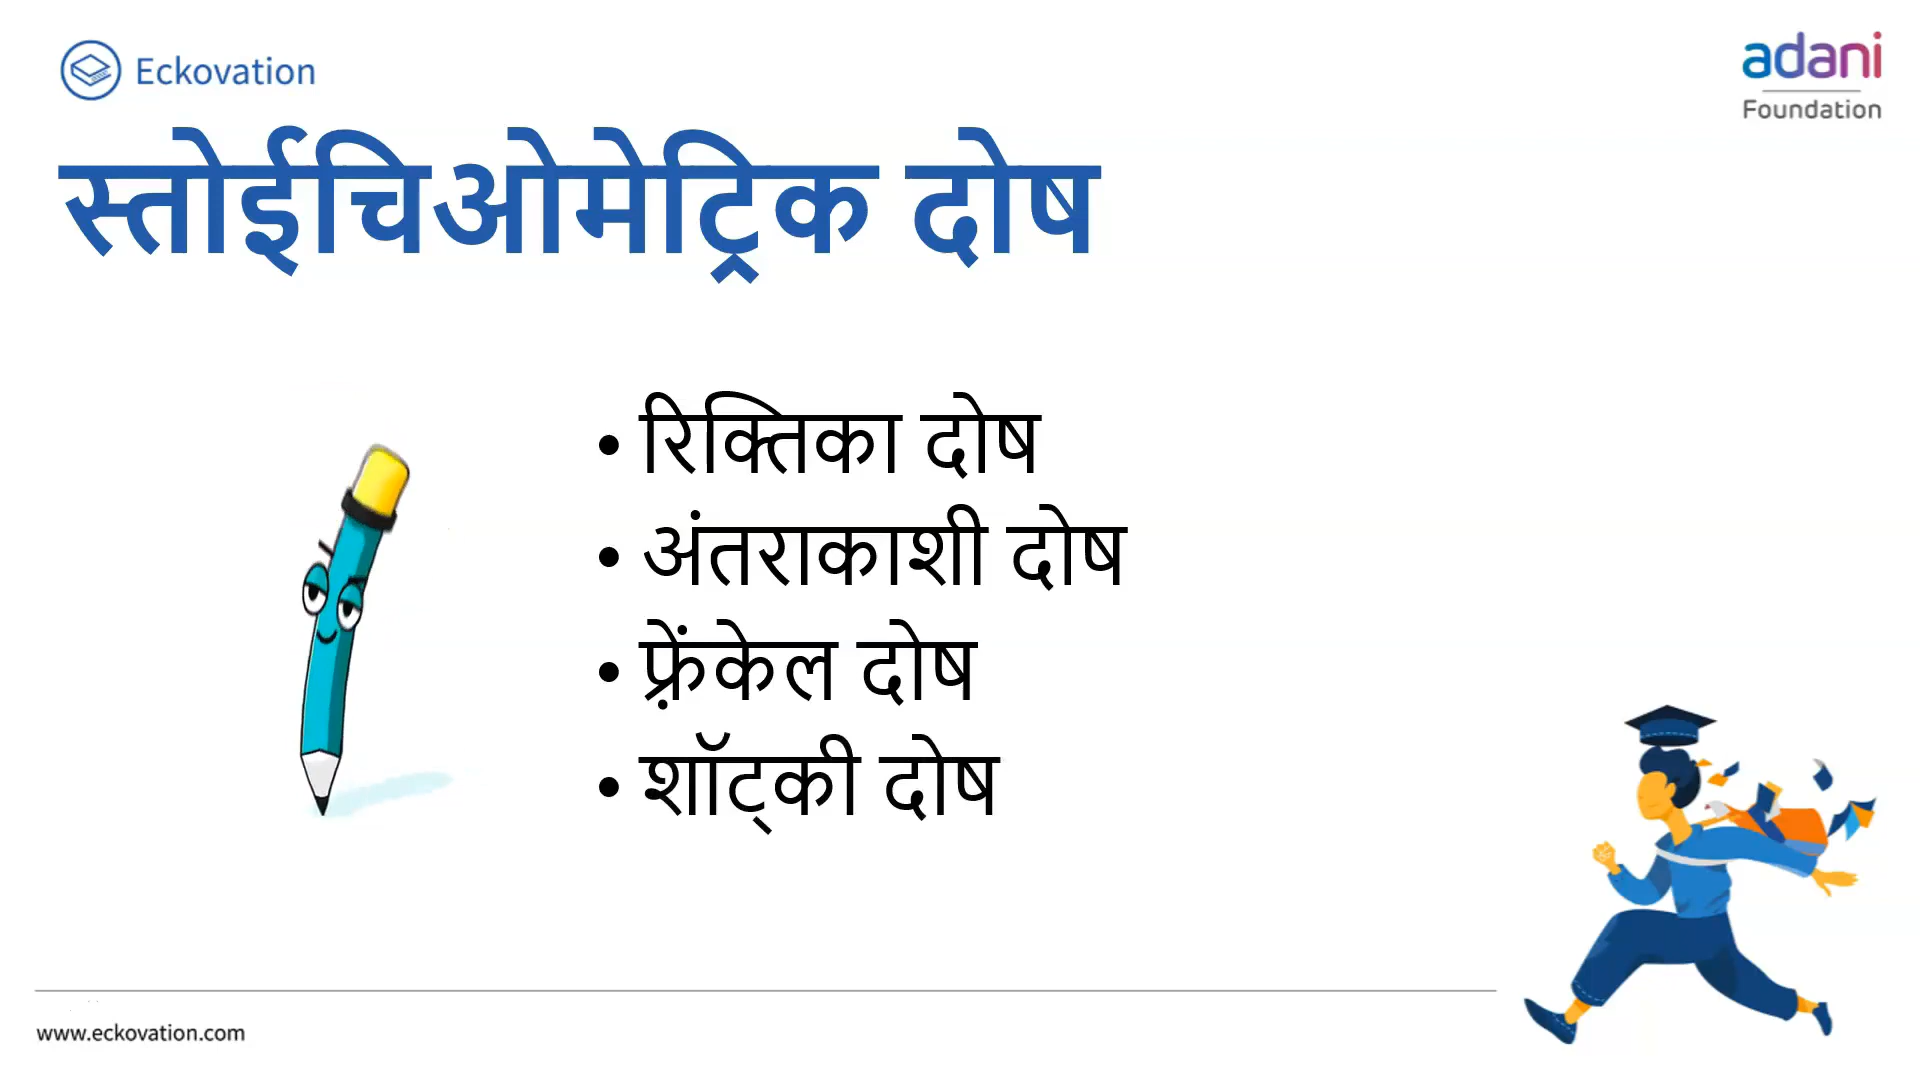 Eckovation
adani
Foundation
स्तोईचिओमेट्रिक दोष
• रिक्तिका दोष
• अंतराकाशी दोष
• फ़्रेंकेल दोष
• शॉट्की दोष
www.eckovation.com